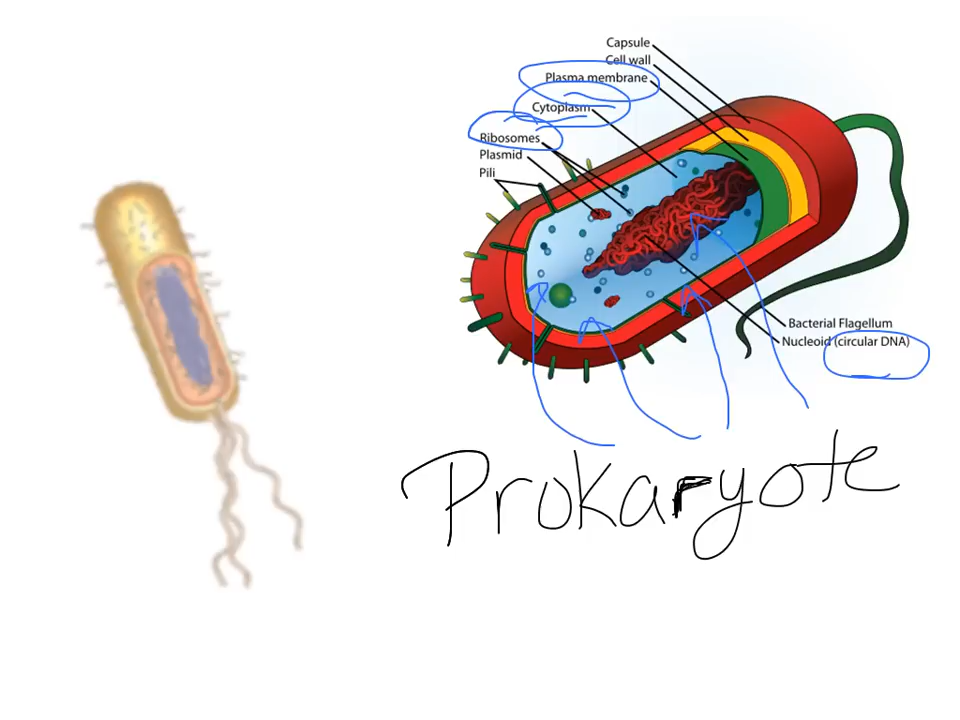 Capsule
Cell wall
Plasma membrane
Cytoplasm
Ribosomes
Plasmid
Pili
Bacterial Flagellum
Nucleoid (circular DNA)
Prokaryote